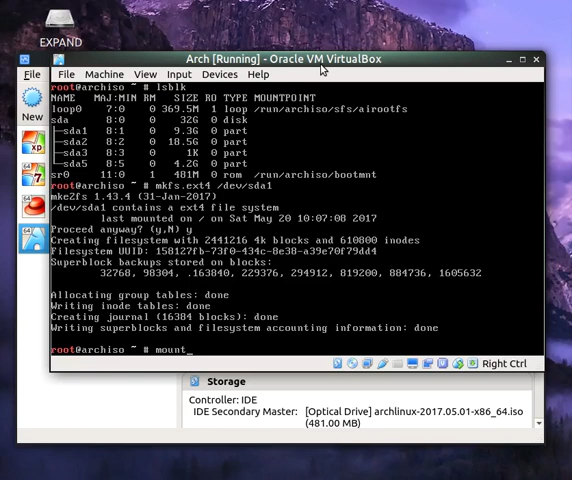 EXPAND
Arch [Running] - Oracle VM VirtualBox
File
File Machine View Input Devices Help
New
root@archiso ~ # lsblk
NAME MAJ:MIN RM SIZE RO TYPE MOUNTPOINT
loop0 7:0 0 369.5M 1 loop /run/archiso/sfs/airootfs
sda 8:0 0 32G 0 disk
├─sda1 8:1 0 9.3G 0 part
├─sda2 8:2 0 18.5G 0 part
├─sda3 8:3 0 1K 0 part
└─sda5 8:5 0 4.2G 0 part
sr0 11:0 1 481M 0 rom /run/archiso/bootmnt
root@archiso ~ # mkfs.ext4 /dev/sda1
mke2fs 1.43.4 (31-Jan-2017)
/dev/sda1 contains a ext4 file system
last mounted on / on Sat May 20 10:07:08 2017
Proceed anyway? (y,N) y
Creating filesystem with 2441216 4k blocks and 610800 inodes
Filesystem UUID: 158127fb-73f0-434c-8e38-a39e70f9d44f
Superblock backups stored on blocks:
32768, 98304, 163840, 229376, 294912, 819200, 884736, 1605632
Allocating group tables: done
Writing inode tables: done
Creating journal (16384 blocks): done
Writing superblocks and filesystem accounting information: done
root@archiso ~ # mount_
Right Ctrl
Storage
Controller: IDE
IDE Secondary Master: [Optical Drive] archlinux-2017.05.01-x86_64.iso
(481.00 MB)